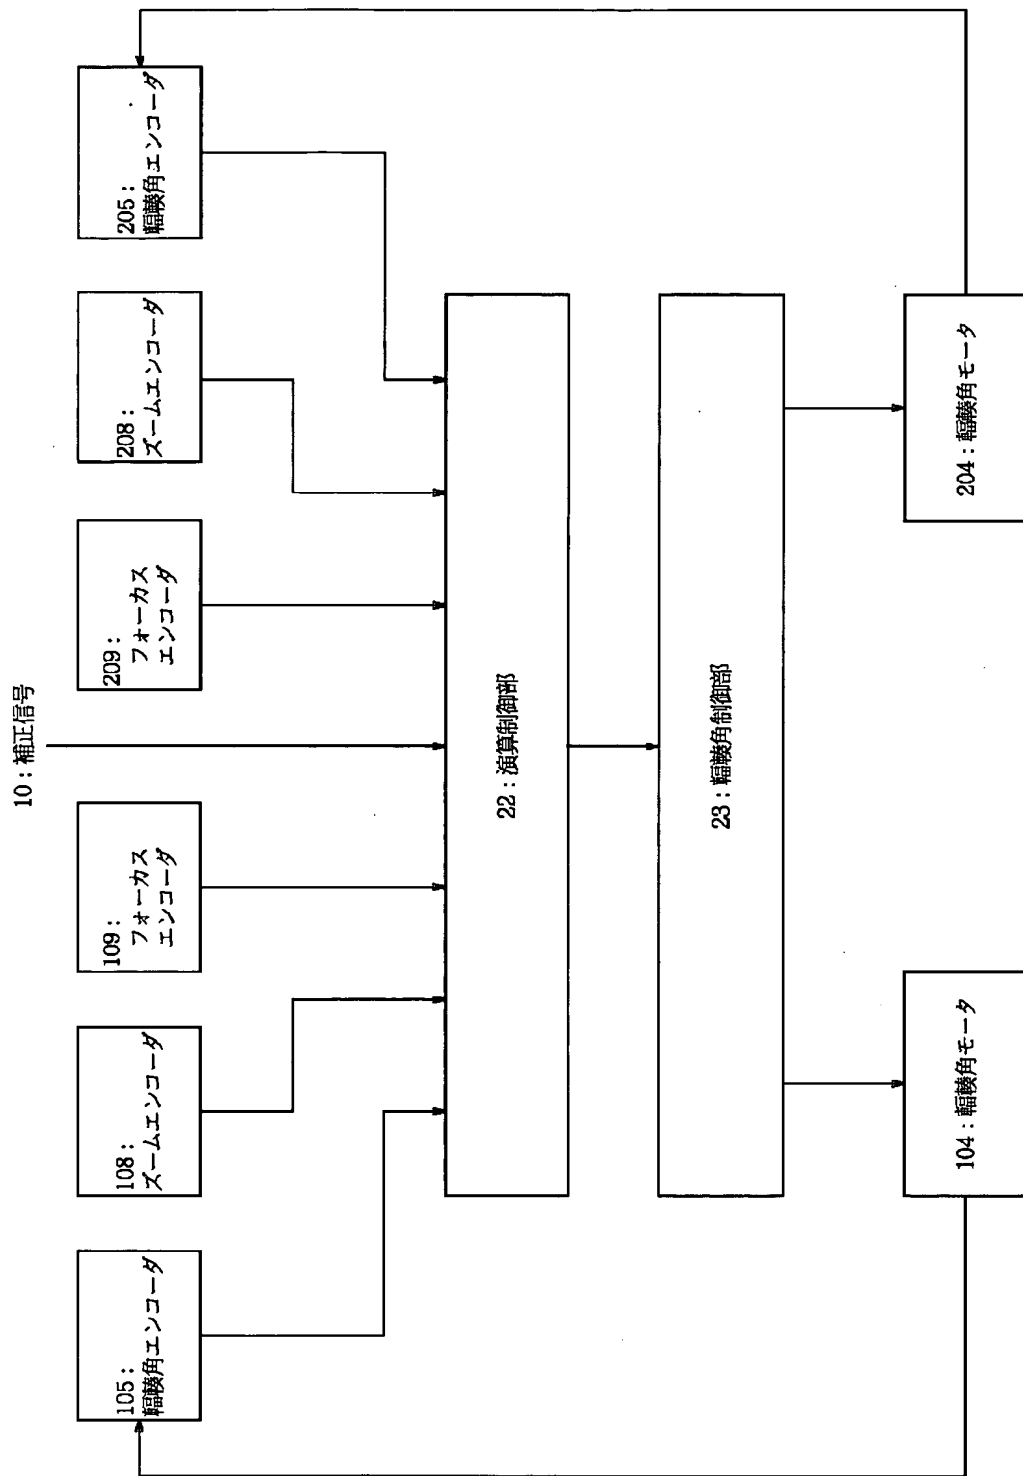 10：補正信号
105：
輻輳角エンコーダ
108：
ズームエンコーダ
109：
フォーカス
エンコーダ
209：
フォーカス
エンコーダ
208：
ズームエンコーダ
205：
輻輳角エンコーダ
22：演算制御部
23：輻輳角制御部
104：輻輳角モータ
204：輻輳角モータ